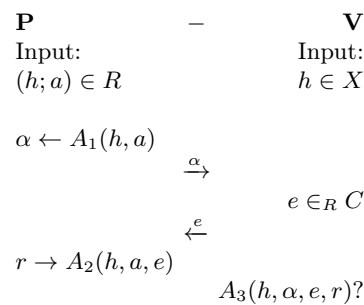 P – V
Input: Input:
(h; a) ∈ R h ∈ X
α ← A₁(h, a)
α
⟶
e ∈_R C
e
⟵
r → A₂(h, a, e)
A₃(h, α, e, r)?